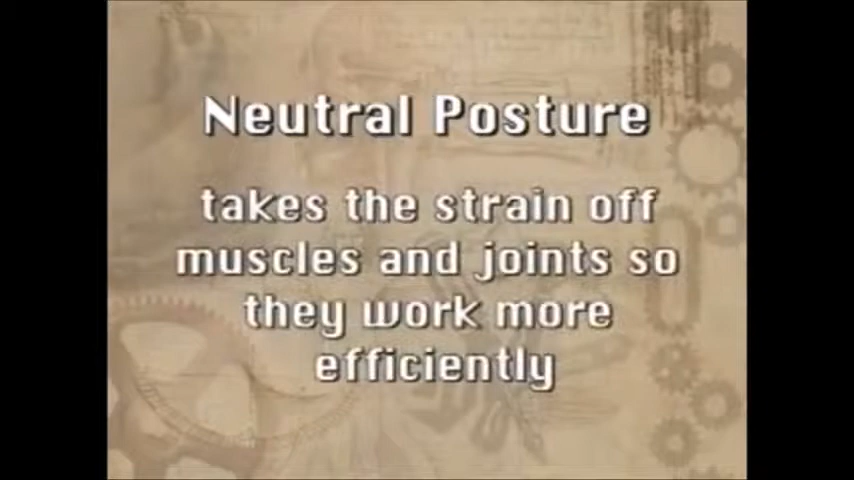 Neutral Posture
takes the strain off
muscles and joints so
they work more
efficiently